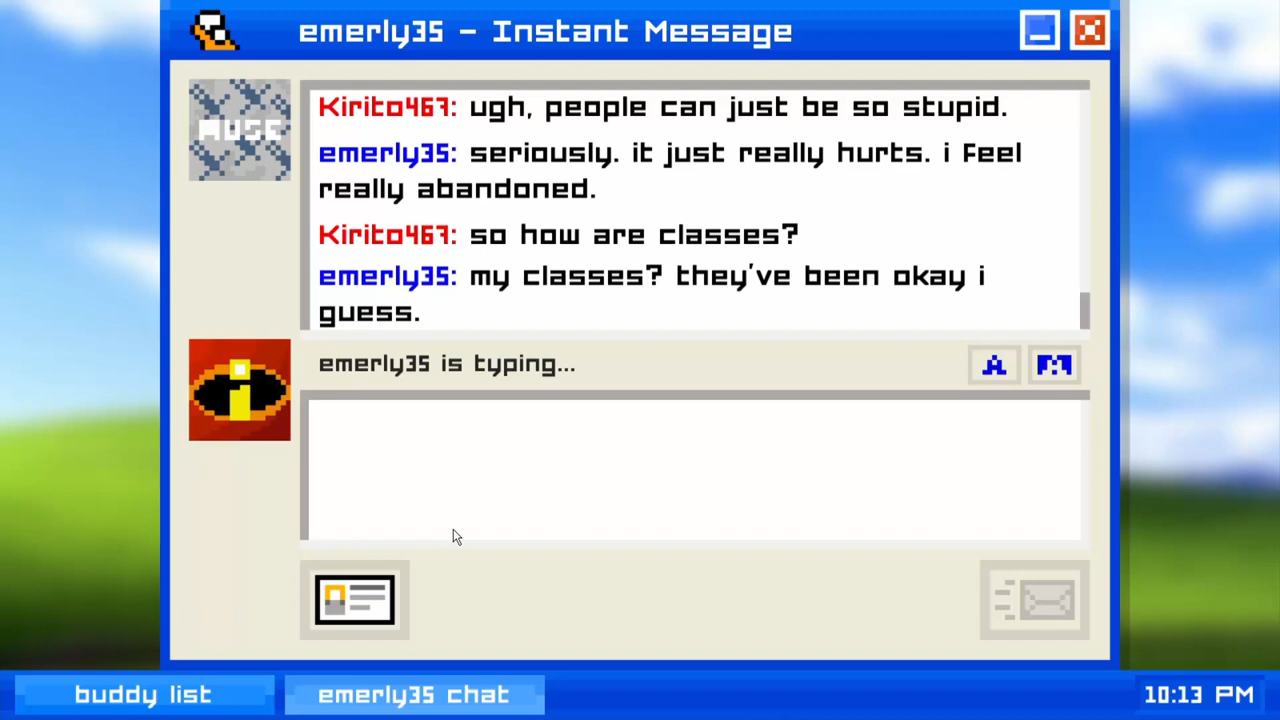 emerly35 - Instant Message
MUSE
Kirito467: ugh, people can just be so stupid.
emerly35: seriously. it just really hurts. i feel
really abandoned.
Kirito467: so how are classes?
emerly35: my classes? they've been okay i
guess.
emerly35 is typing...
A
buddy list
emerly35 chat
10:13 PM